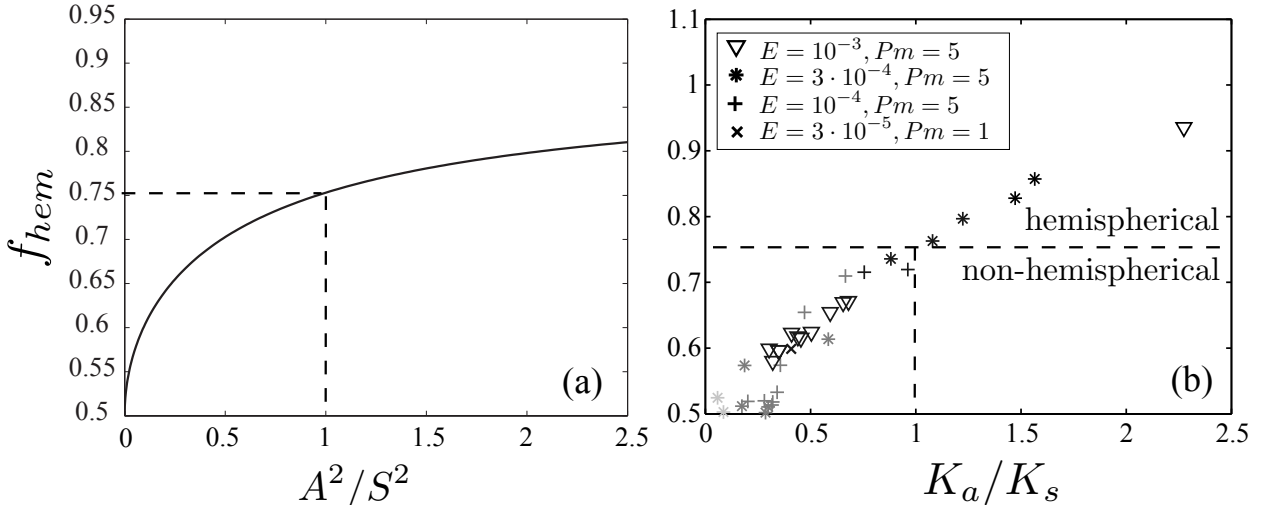 0.95
0.9
0.85
0.8
0.75
0.7
0.65
0.6
0.55
0.5
f_hem
0 0.5 1 1.5 2 2.5
A²/S²
(a)
1.1
1
0.9
0.8
0.7
0.6
0.5
E = 10⁻³, Pm = 5
E = 3 · 10⁻⁴, Pm = 5
E = 10⁻⁴, Pm = 5
E = 3 · 10⁻⁵, Pm = 1
hemispherical
non-hemispherical
(b)
0 0.5 1 1.5 2 2.5
K_a/K_s